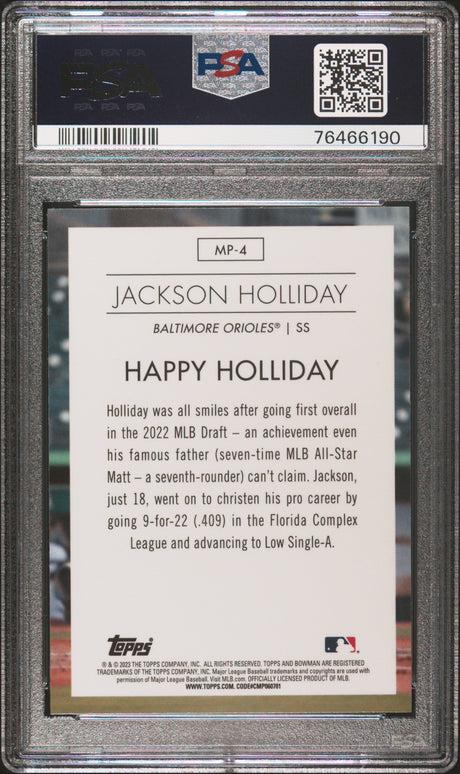 PSA
76466190
MP-4
JACKSON HOLLIDAY
BALTIMORE ORIOLES® | SS
HAPPY HOLLIDAY
Holliday was all smiles after going first overall
in the 2022 MLB Draft – an achievement even
his famous father (seven-time MLB All-Star
Matt – a seventh-rounder) can't claim. Jackson,
just 18, went on to christen his pro career by
going 9-for-22 (.409) in the Florida Complex
League and advancing to Low Single-A.
Topps
® & © 2023 THE TOPPS COMPANY, INC. ALL RIGHTS RESERVED. TOPPS AND BOWMAN ARE REGISTERED
TRADEMARKS OF THE TOPPS COMPANY, INC. Major League Baseball trademarks and copyrights are used with
permission of Major League Baseball. Visit MLB.com. OFFICIALLY LICENSED PRODUCT OF MLB.
WWW.TOPPS.COM. CODE#CMP060701